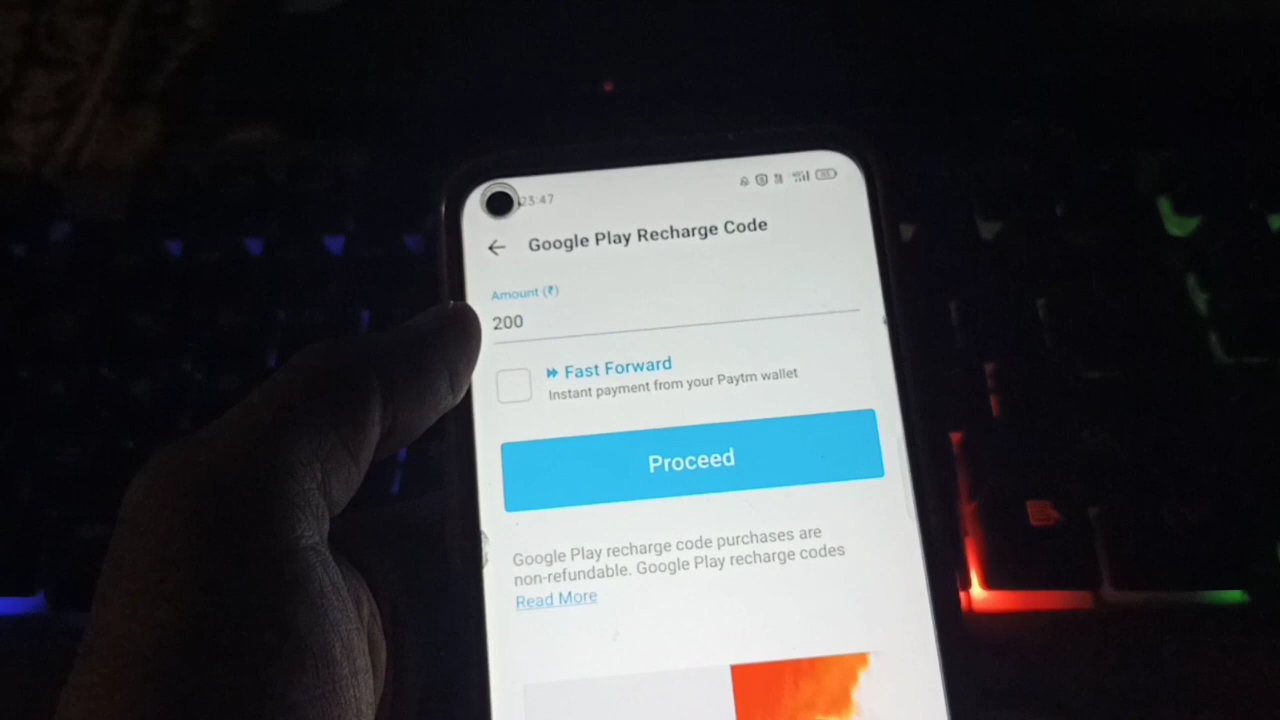 23:47
Google Play Recharge Code
Amount (₹)
200
Fast Forward
Instant payment from your Paytm wallet
Proceed
Google Play recharge code purchases are
non-refundable. Google Play recharge codes
Read More